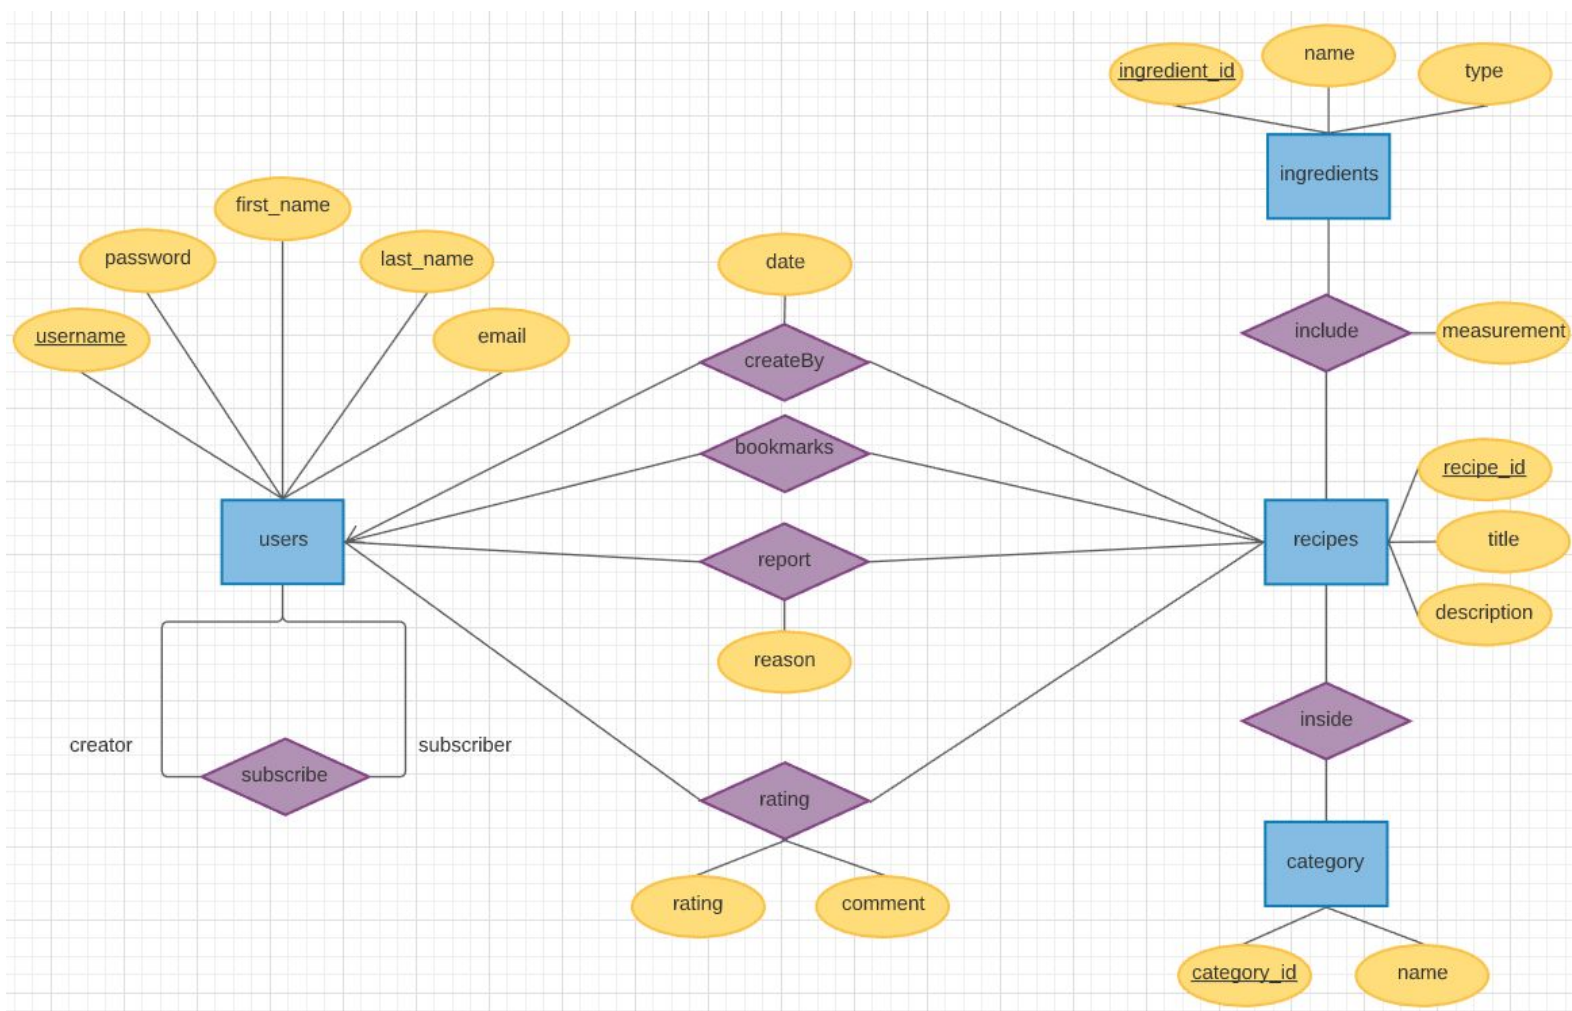 ingredient_id
name
type
ingredients
first_name
password
last_name
username
email
date
createBy
include
measurement
bookmarks
recipe_id
users
report
recipes
title
description
reason
creator
subscriber
subscribe
inside
rating
category
rating
comment
category_id
name